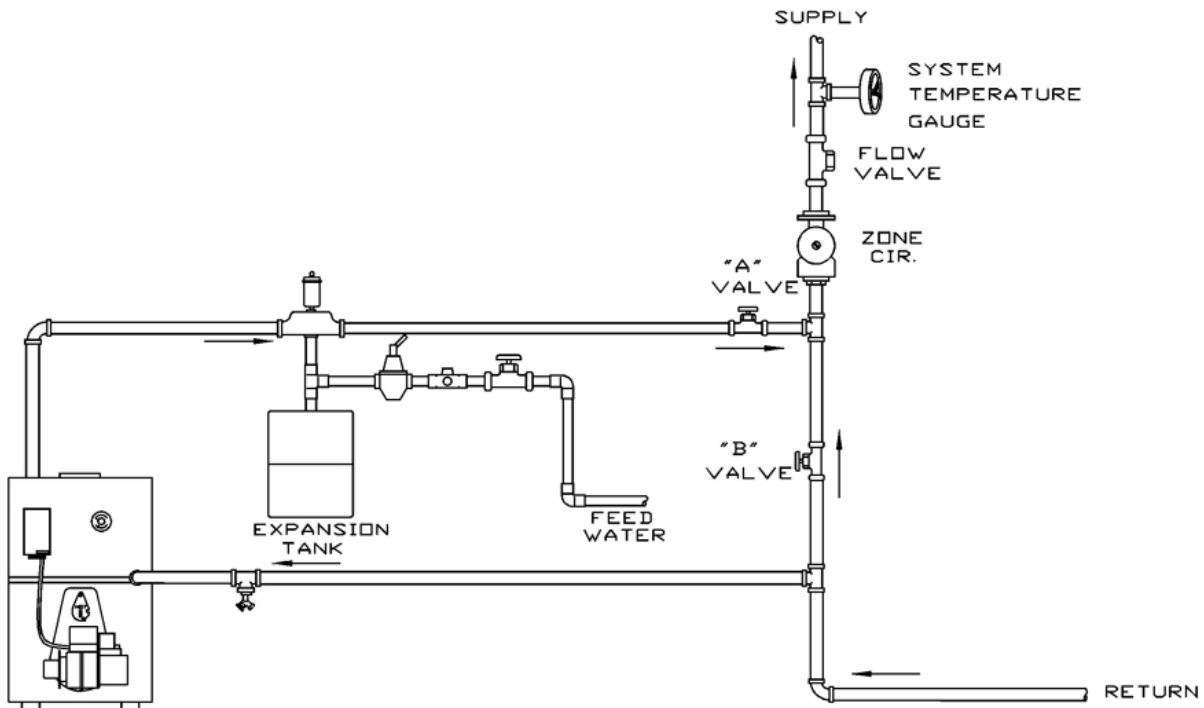 SUPPLY
SYSTEM
TEMPERATURE
GAUGE
FLOW
VALVE
ZONE
CIR.
"A"
VALVE
"B"
VALVE
EXPANSION
TANK
FEED
WATER
RETURN